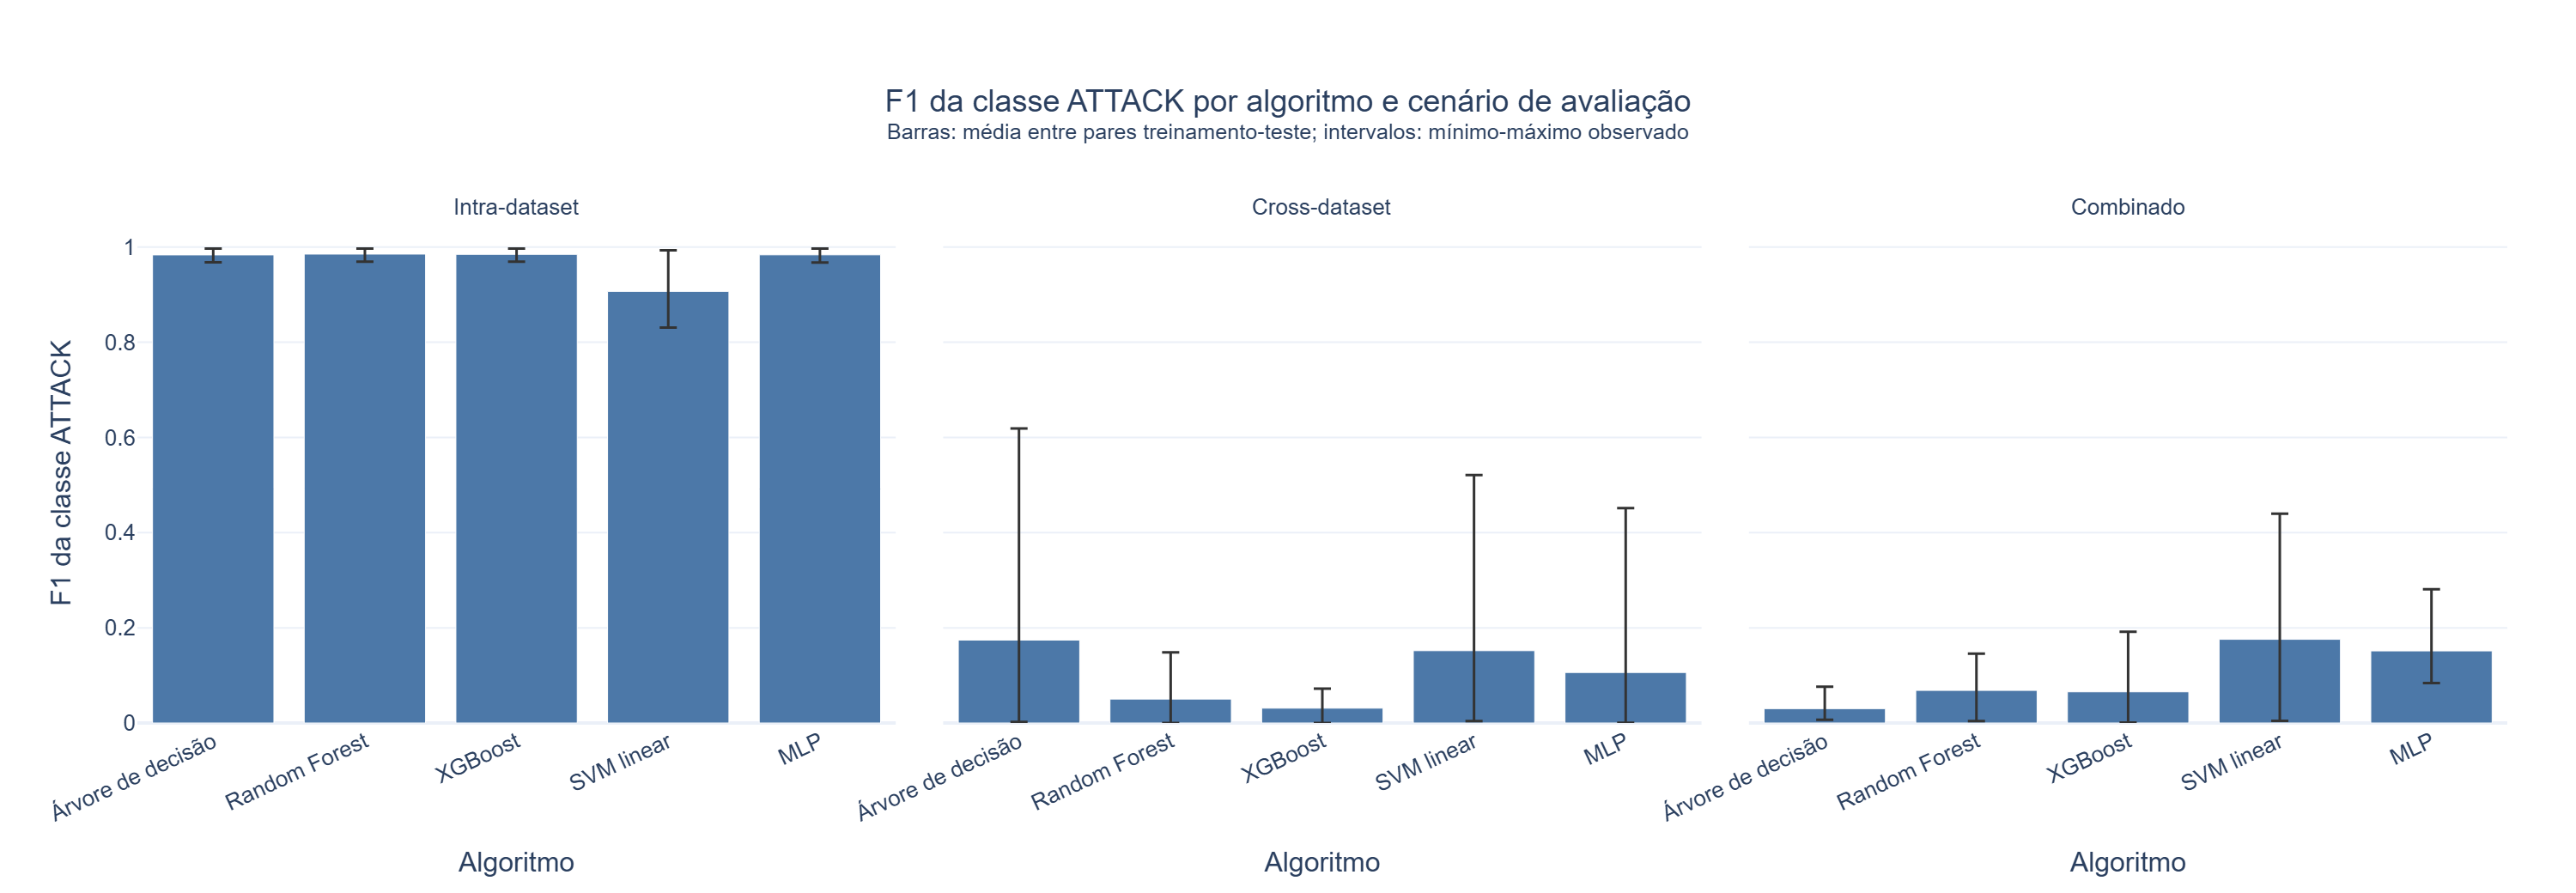 F1 da classe ATTACK por algoritmo e cenário de avaliação
Barras: média entre pares treinamento-teste; intervalos: mínimo-máximo observado
Intra-dataset
Cross-dataset
Combinado
F1 da classe ATTACK
1
0.8
0.6
0.4
0.2
0
Árvore de decisão
Random Forest
XGBoost
SVM linear
MLP
Árvore de decisão
Random Forest
XGBoost
SVM linear
MLP
Árvore de decisão
Random Forest
XGBoost
SVM linear
MLP
Algoritmo
Algoritmo
Algoritmo